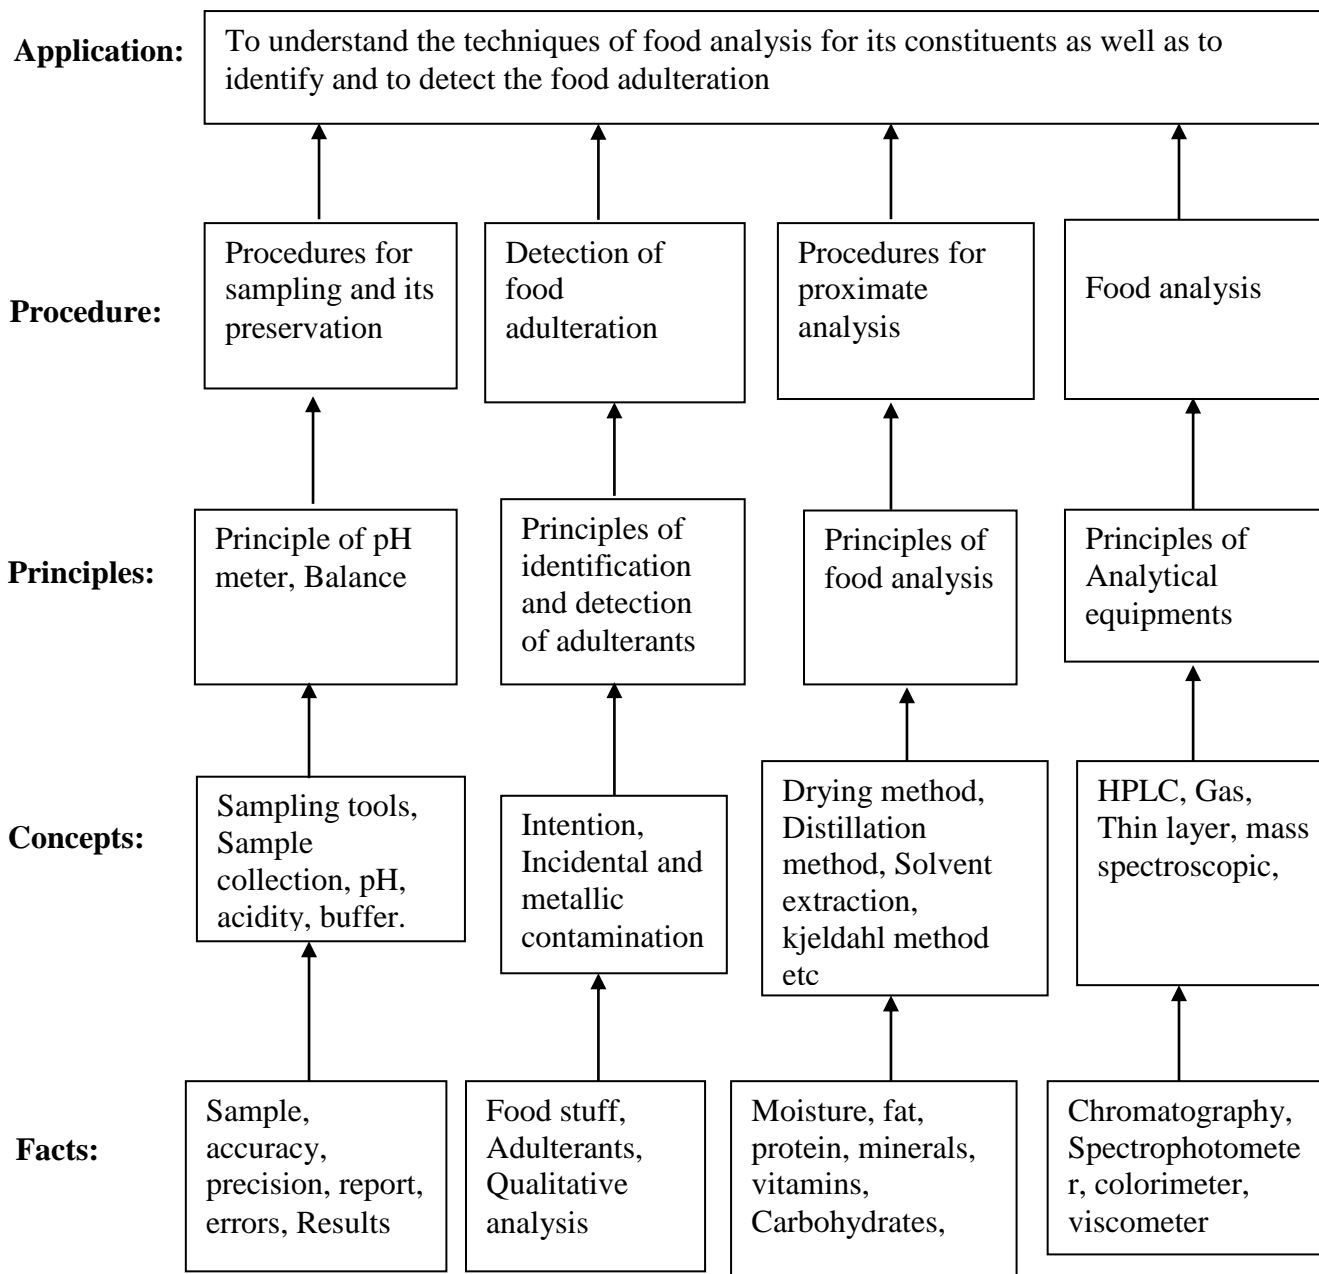 Application:
To understand the techniques of food analysis for its constituents as well as to
identify and to detect the food adulteration
Procedure:
Procedures for
sampling and its
preservation
Detection of
food
adulteration
Procedures for
proximate
analysis
Food analysis
Principles:
Principle of pH
meter, Balance
Principles of
identification
and detection
of adulterants
Principles of
food analysis
Principles of
Analytical
equipments
Concepts:
Sampling tools,
Sample
collection, pH,
acidity, buffer.
Intention,
Incidental and
metallic
contamination
Drying method,
Distillation
method, Solvent
extraction,
kjeldahl method
etc
HPLC, Gas,
Thin layer, mass
spectroscopic,
Facts:
Sample,
accuracy,
precision, report,
errors, Results
Food stuff,
Adulterants,
Qualitative
analysis
Moisture, fat,
protein, minerals,
vitamins,
Carbohydrates,
Chromatography,
Spectrophotomete
r, colorimeter,
viscometer